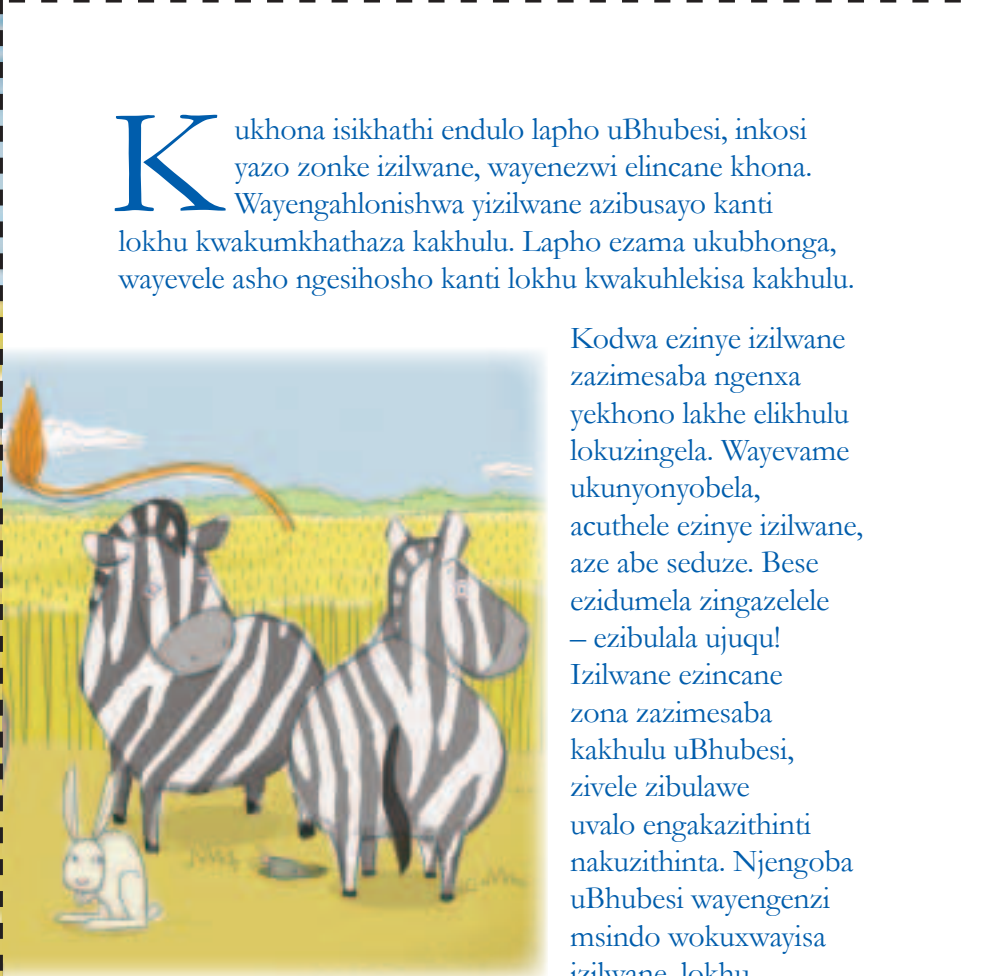 Kukhona isikhathi endulo lapho uBhubesi, inkosi
yazo zonke izilwane, wayenezwi elincane khona.
Wayengahlonishwa yizilwane azibusayo kanti
lokhu kwakumkhathaza kakhulu. Lapho ezama ukubhonga,
wayevele asho ngesihosho kanti lokhu kwakuhlekisa kakhulu.
Kodwa ezinye izilwane
zazimesaba ngenxa
yekhono lakhe elikhulu
lokuzingela. Wayevame
ukunyonyobela,
acuthele ezinye izilwane,
aze abe seduze. Bese
ezidumela zingazelele
– ezibulala ujuqu!
Izilwane ezincane
zona zazimesaba
kakhulu uBhubesi,
zivele zibulawe
uvalo engakazithinti
nakuzithinta. Njengoba
uBhubesi wayengenzi
msindo wokuxwayisa
izilwane, lokhu